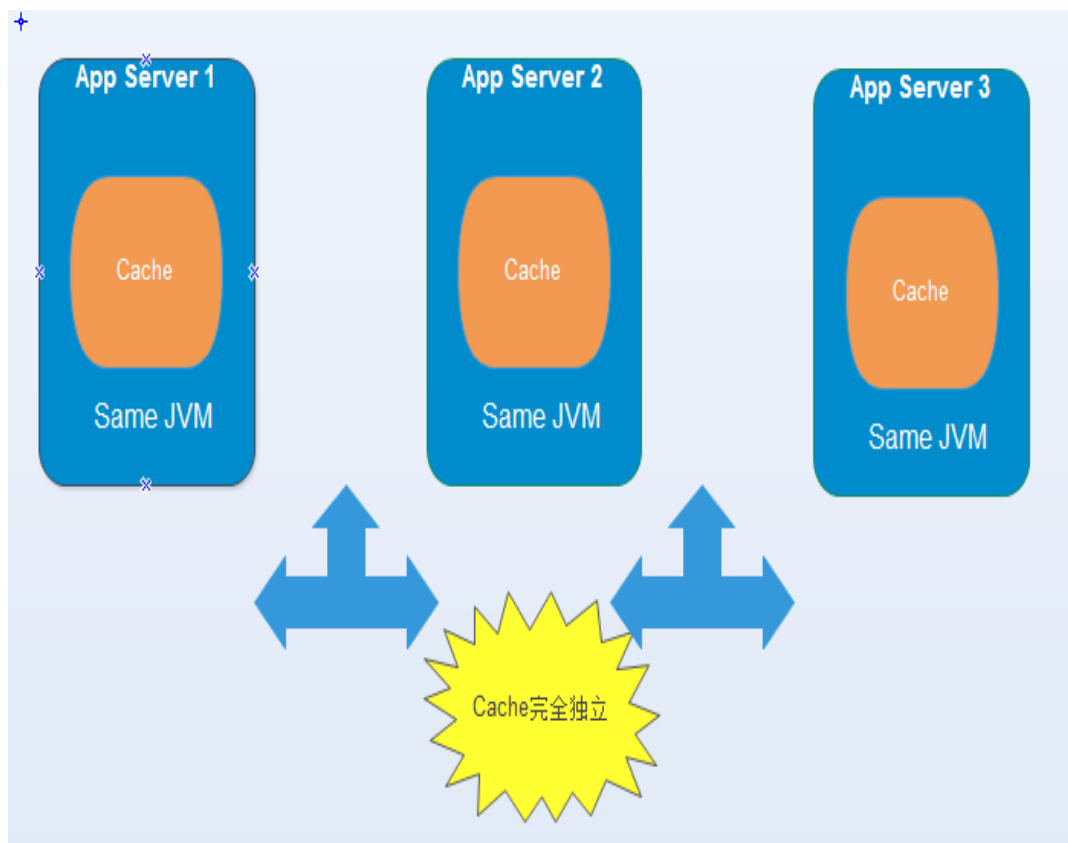 App Server 1
App Server 2
App Server 3
Cache
Cache
Cache
Same JVM
Same JVM
Same JVM
Cache完全独立